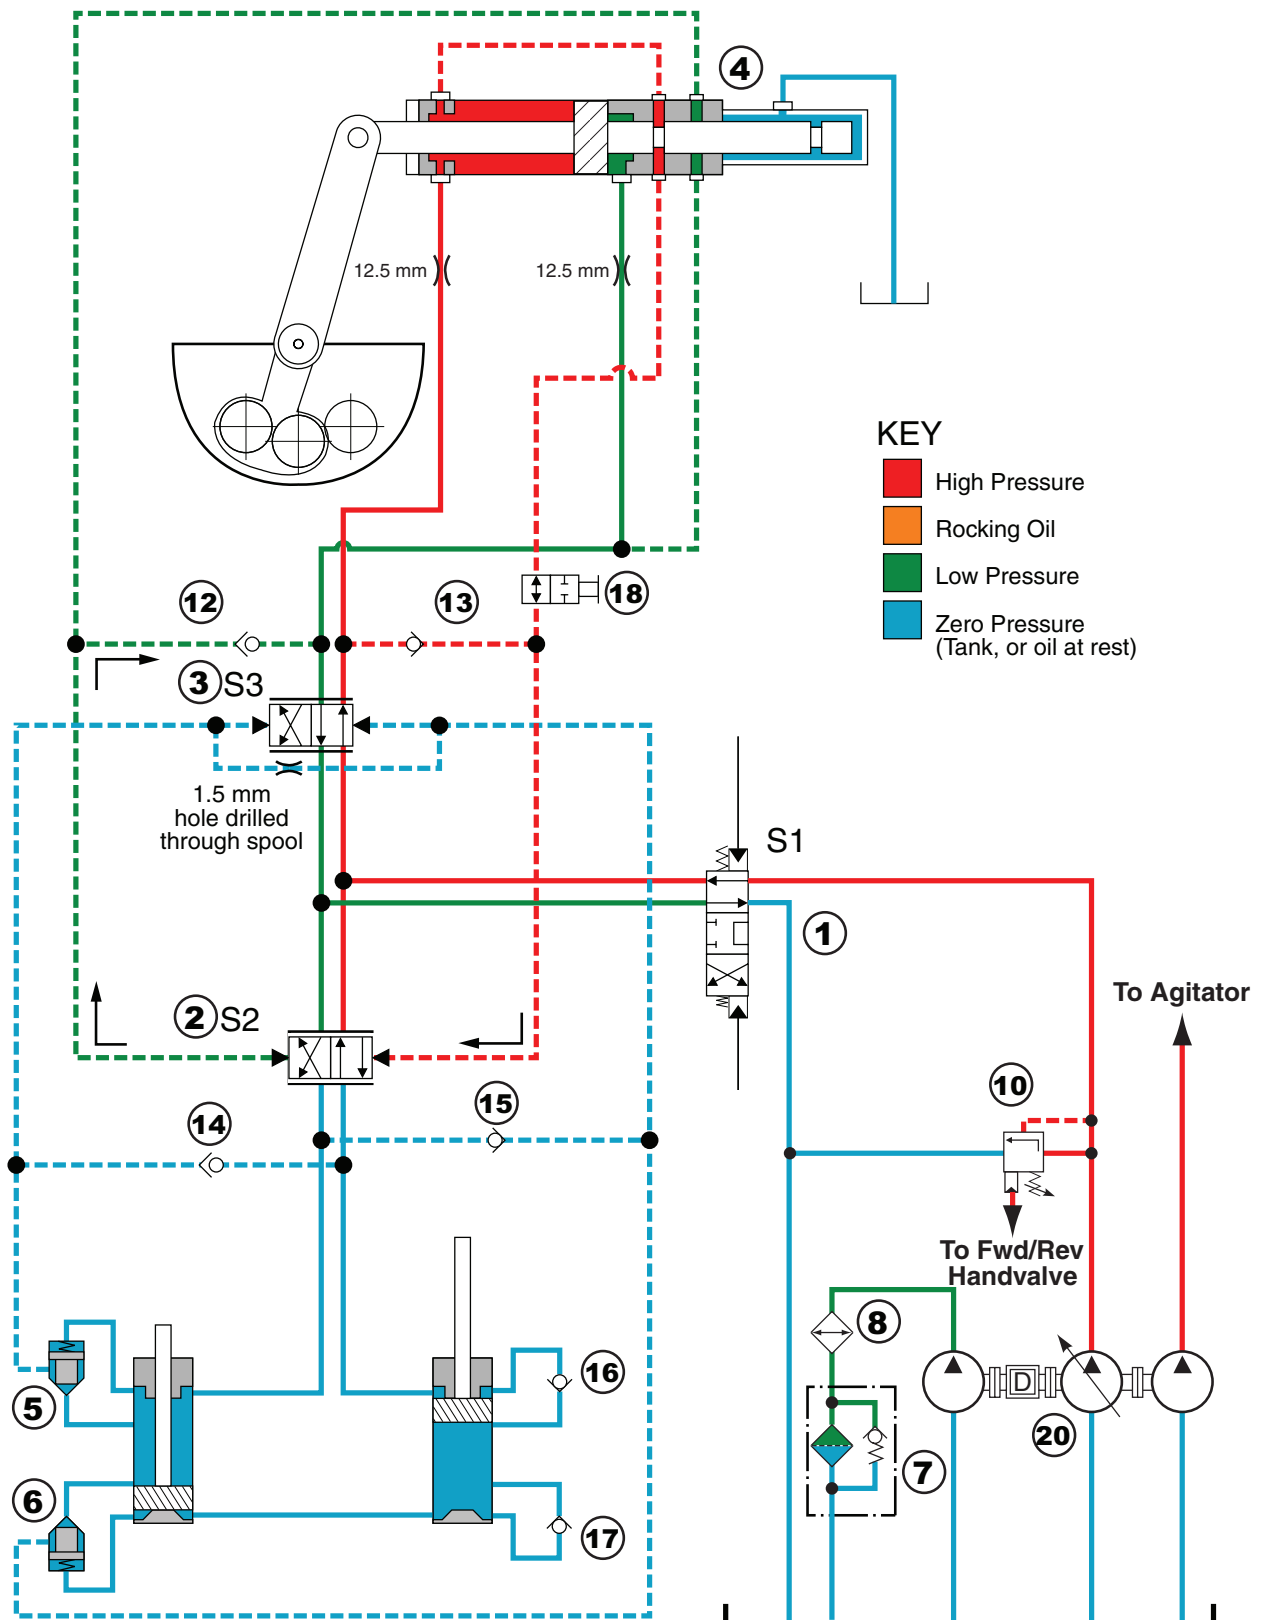 4
12.5 mm
12.5 mm
KEY
High Pressure
Rocking Oil
Low Pressure
Zero Pressure
(Tank, or oil at rest)
12
13
18
3 S3
1.5 mm
hole drilled
through spool
S1
1
2 S2
To Agitator
10
14
15
To Fwd/Rev
Handvalve
8
16
5
D
20
7
6
17